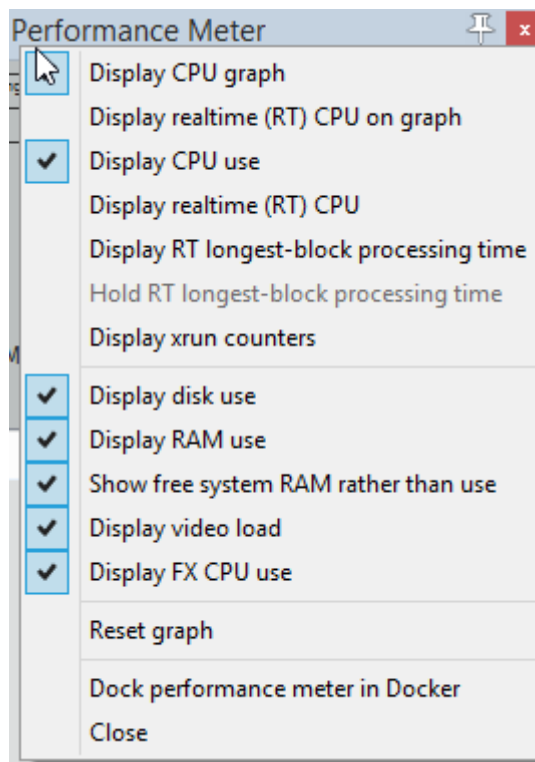 Performance Meter
Display CPU graph
Display realtime (RT) CPU on graph
Display CPU use
Display realtime (RT) CPU
Display RT longest-block processing time
Hold RT longest-block processing time
Display xrun counters
Display disk use
Display RAM use
Show free system RAM rather than use
Display video load
Display FX CPU use
Reset graph
Dock performance meter in Docker
Close